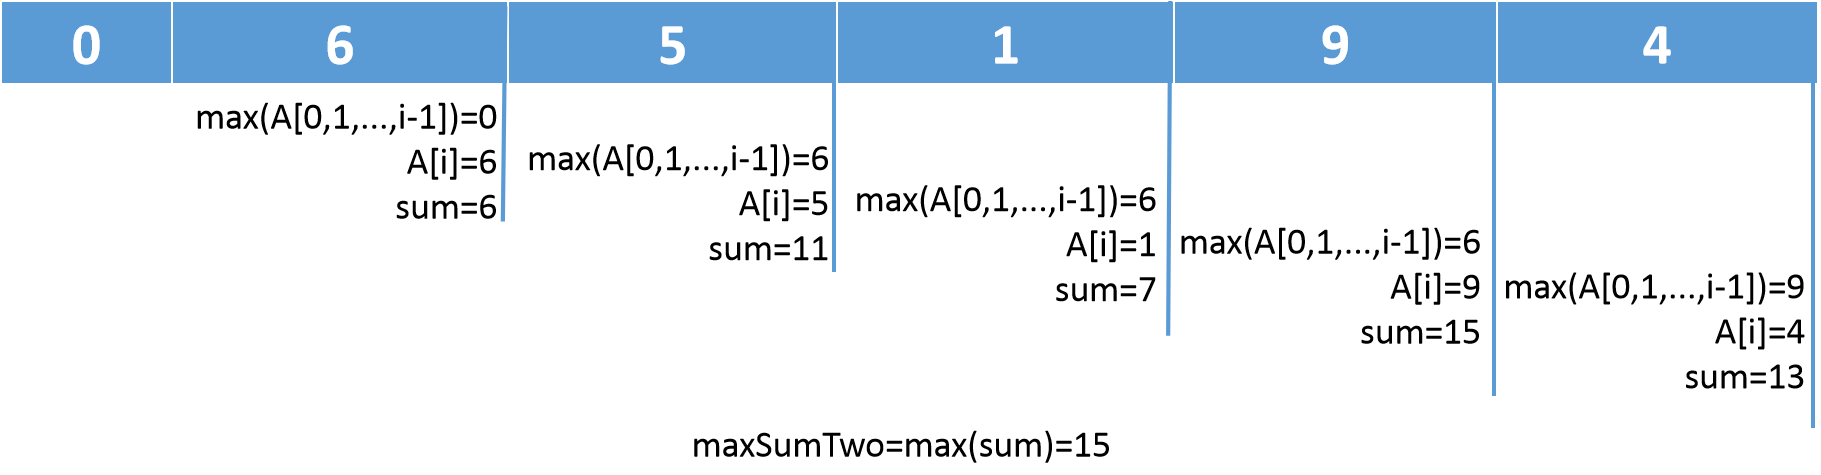 0 6 5 1 9 4
max(A[0,1,...,i-1])=0
A[i]=6
sum=6
max(A[0,1,...,i-1])=6
A[i]=5
sum=11
max(A[0,1,...,i-1])=6
A[i]=1
sum=7
max(A[0,1,...,i-1])=6
A[i]=9
sum=15
max(A[0,1,...,i-1])=9
A[i]=4
sum=13
maxSumTwo=max(sum)=15